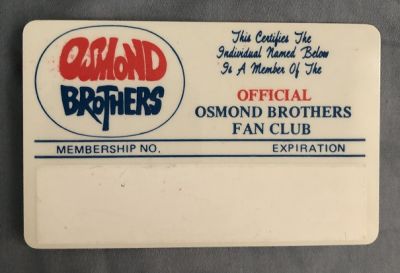 OSMOND
BROTHERS
This Certifies The
Individual Named Below
Is A Member Of The
OFFICIAL
OSMOND BROTHERS
FAN CLUB
MEMBERSHIP NO. EXPIRATION